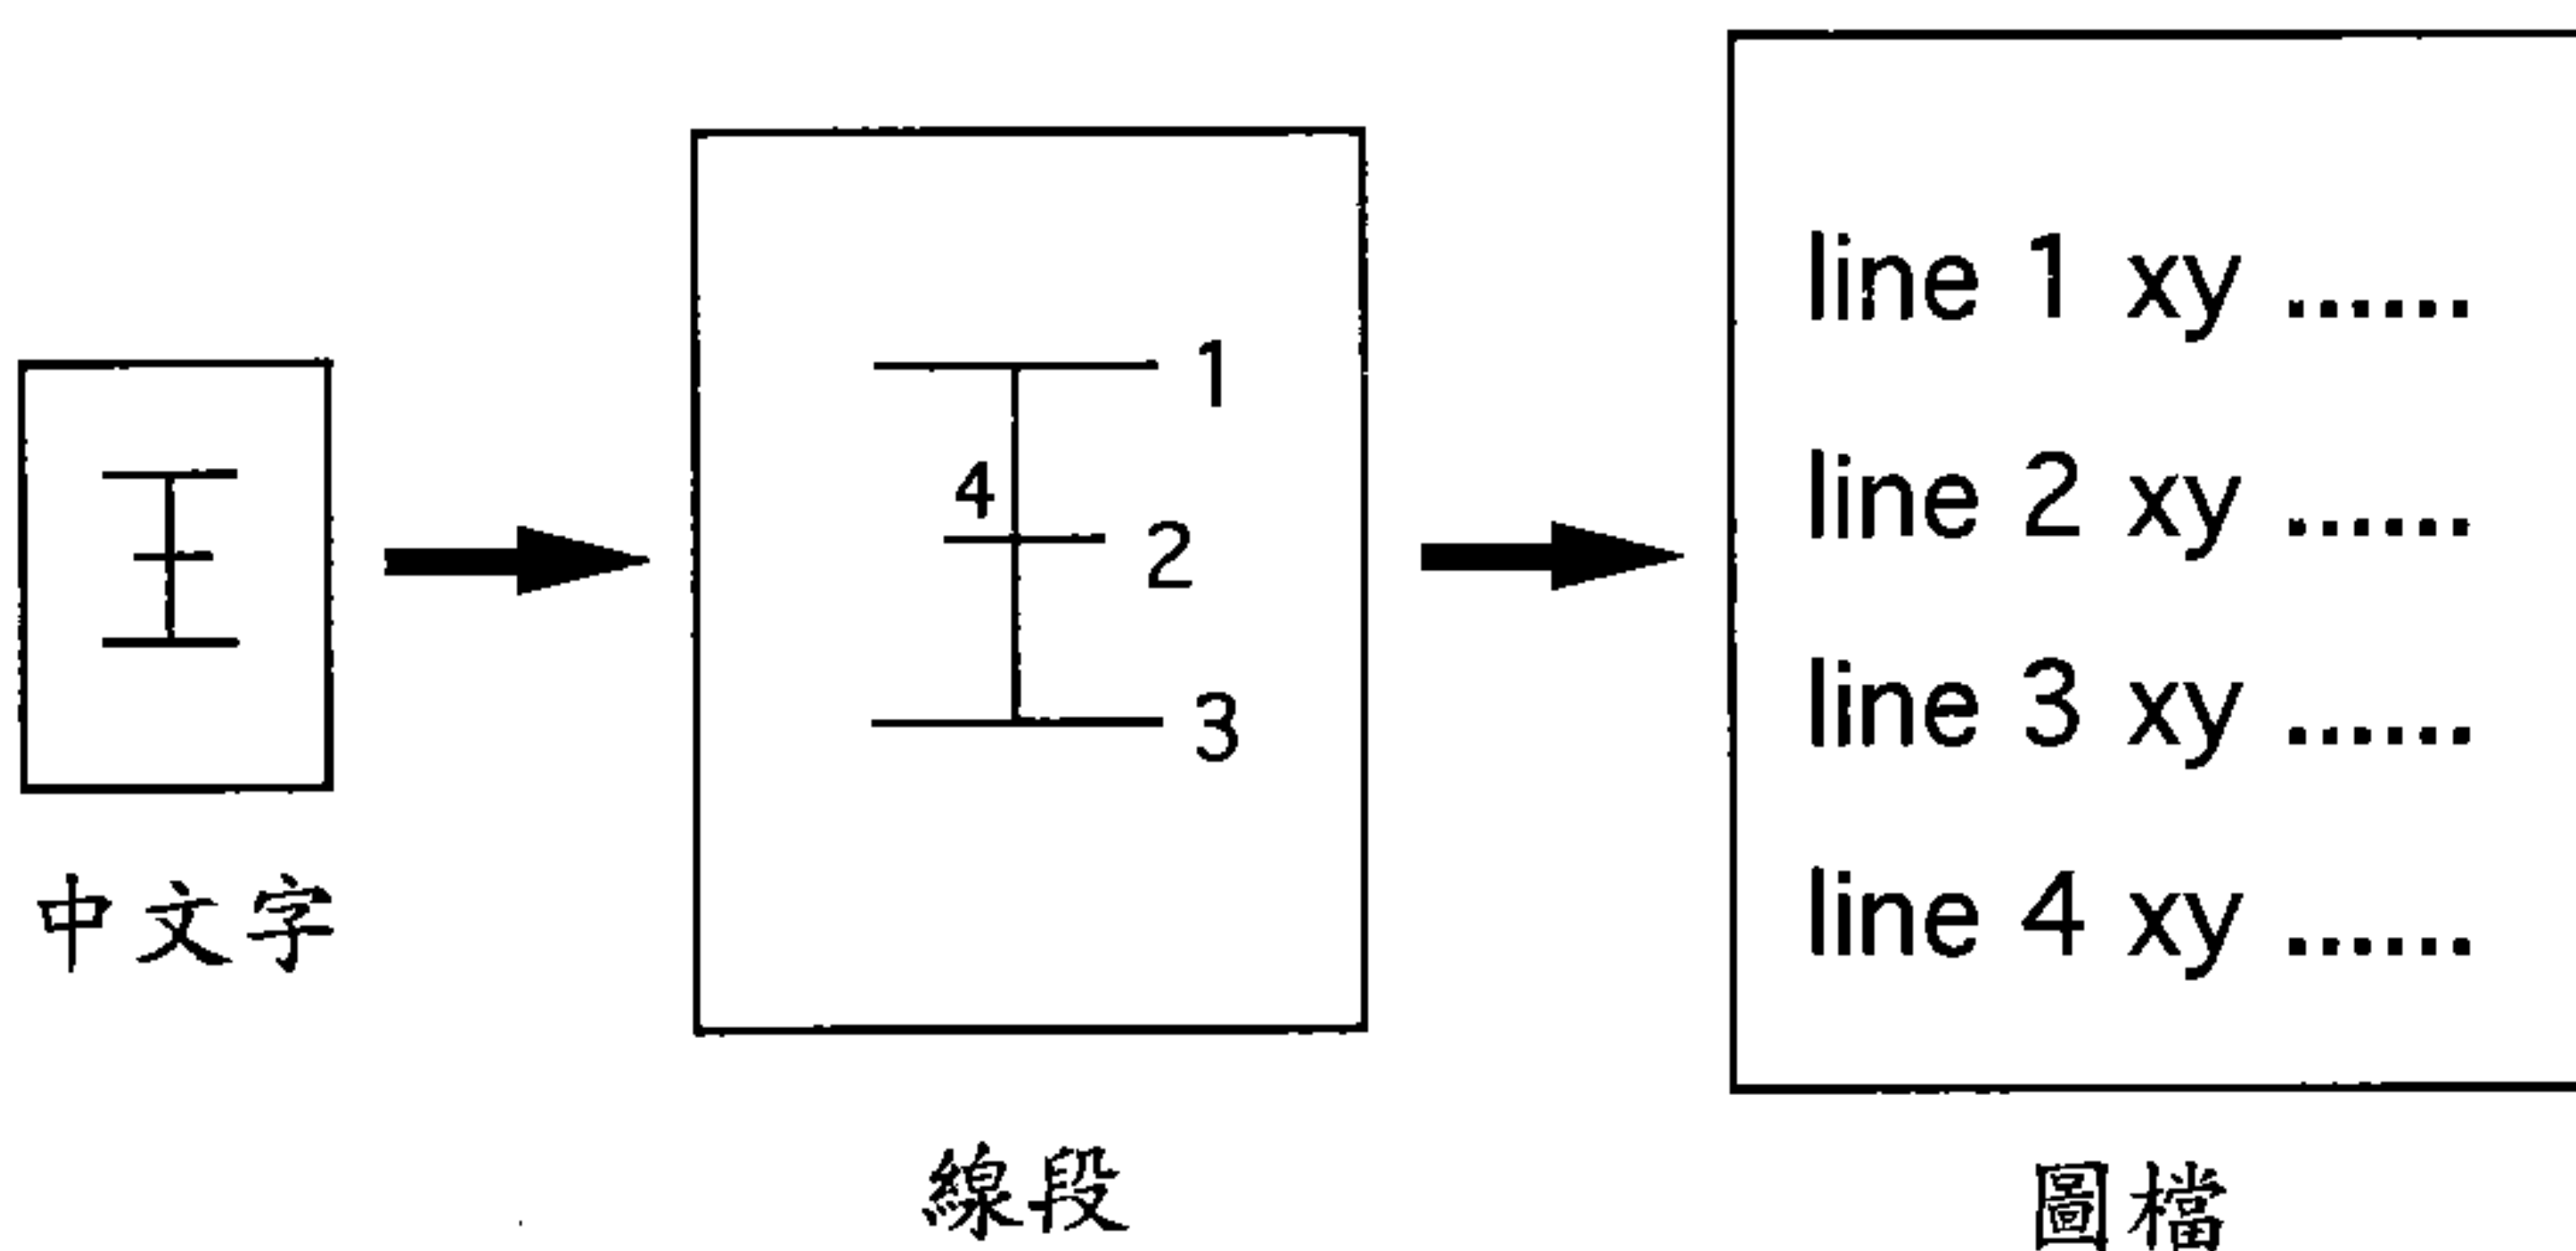 王
中文字
1
4
2
3
線段
line 1 xy ......
line 2 xy ......
line 3 xy ......
line 4 xy ......
圖檔